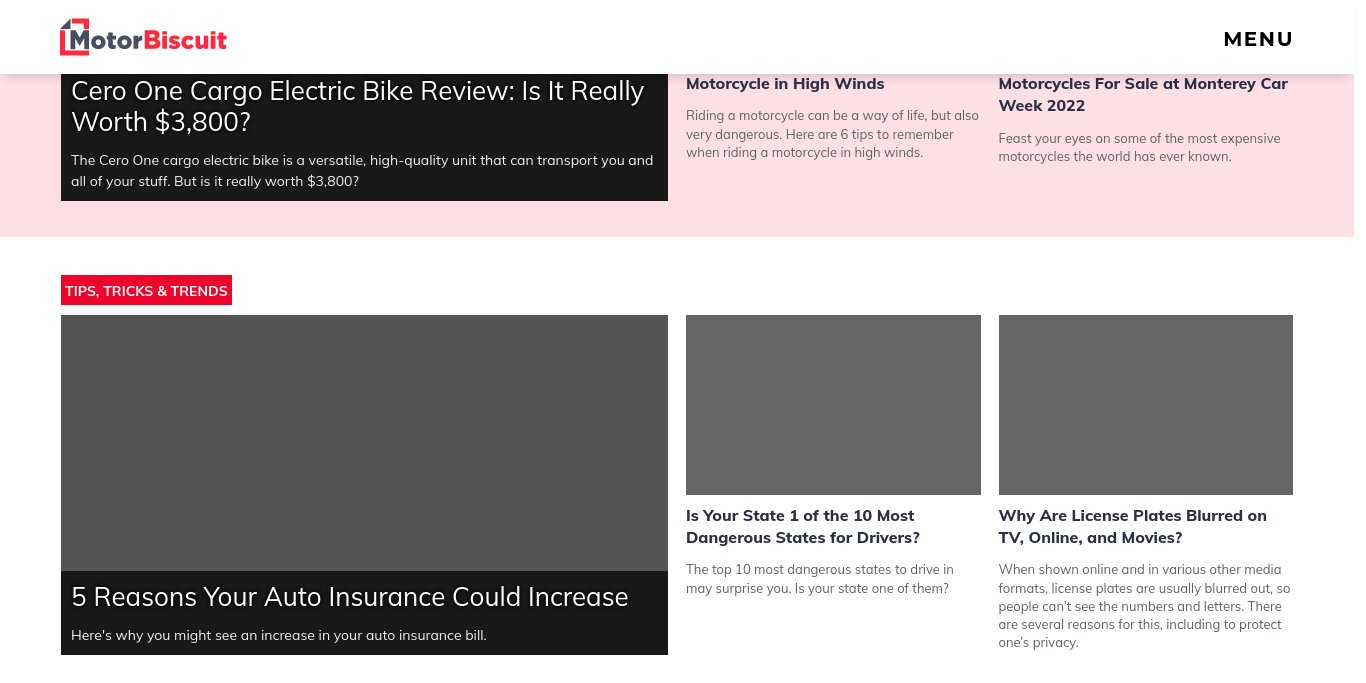 MotorBiscuit
MENU
Cero One Cargo Electric Bike Review: Is It Really
Worth $3,800?
The Cero One cargo electric bike is a versatile, high-quality unit that can transport you and
all of your stuff. But is it really worth $3,800?
Motorcycle in High Winds
Riding a motorcycle can be a way of life, but also
very dangerous. Here are 6 tips to remember
when riding a motorcycle in high winds.
Motorcycles For Sale at Monterey Car
Week 2022
Feast your eyes on some of the most expensive
motorcycles the world has ever known.
TIPS, TRICKS & TRENDS
5 Reasons Your Auto Insurance Could Increase
Here's why you might see an increase in your auto insurance bill.
Is Your State 1 of the 10 Most
Dangerous States for Drivers?
The top 10 most dangerous states to drive in
may surprise you. Is your state one of them?
Why Are License Plates Blurred on
TV, Online, and Movies?
When shown online and in various other media
formats, license plates are usually blurred out, so
people can’t see the numbers and letters. There
are several reasons for this, including to protect
one’s privacy.